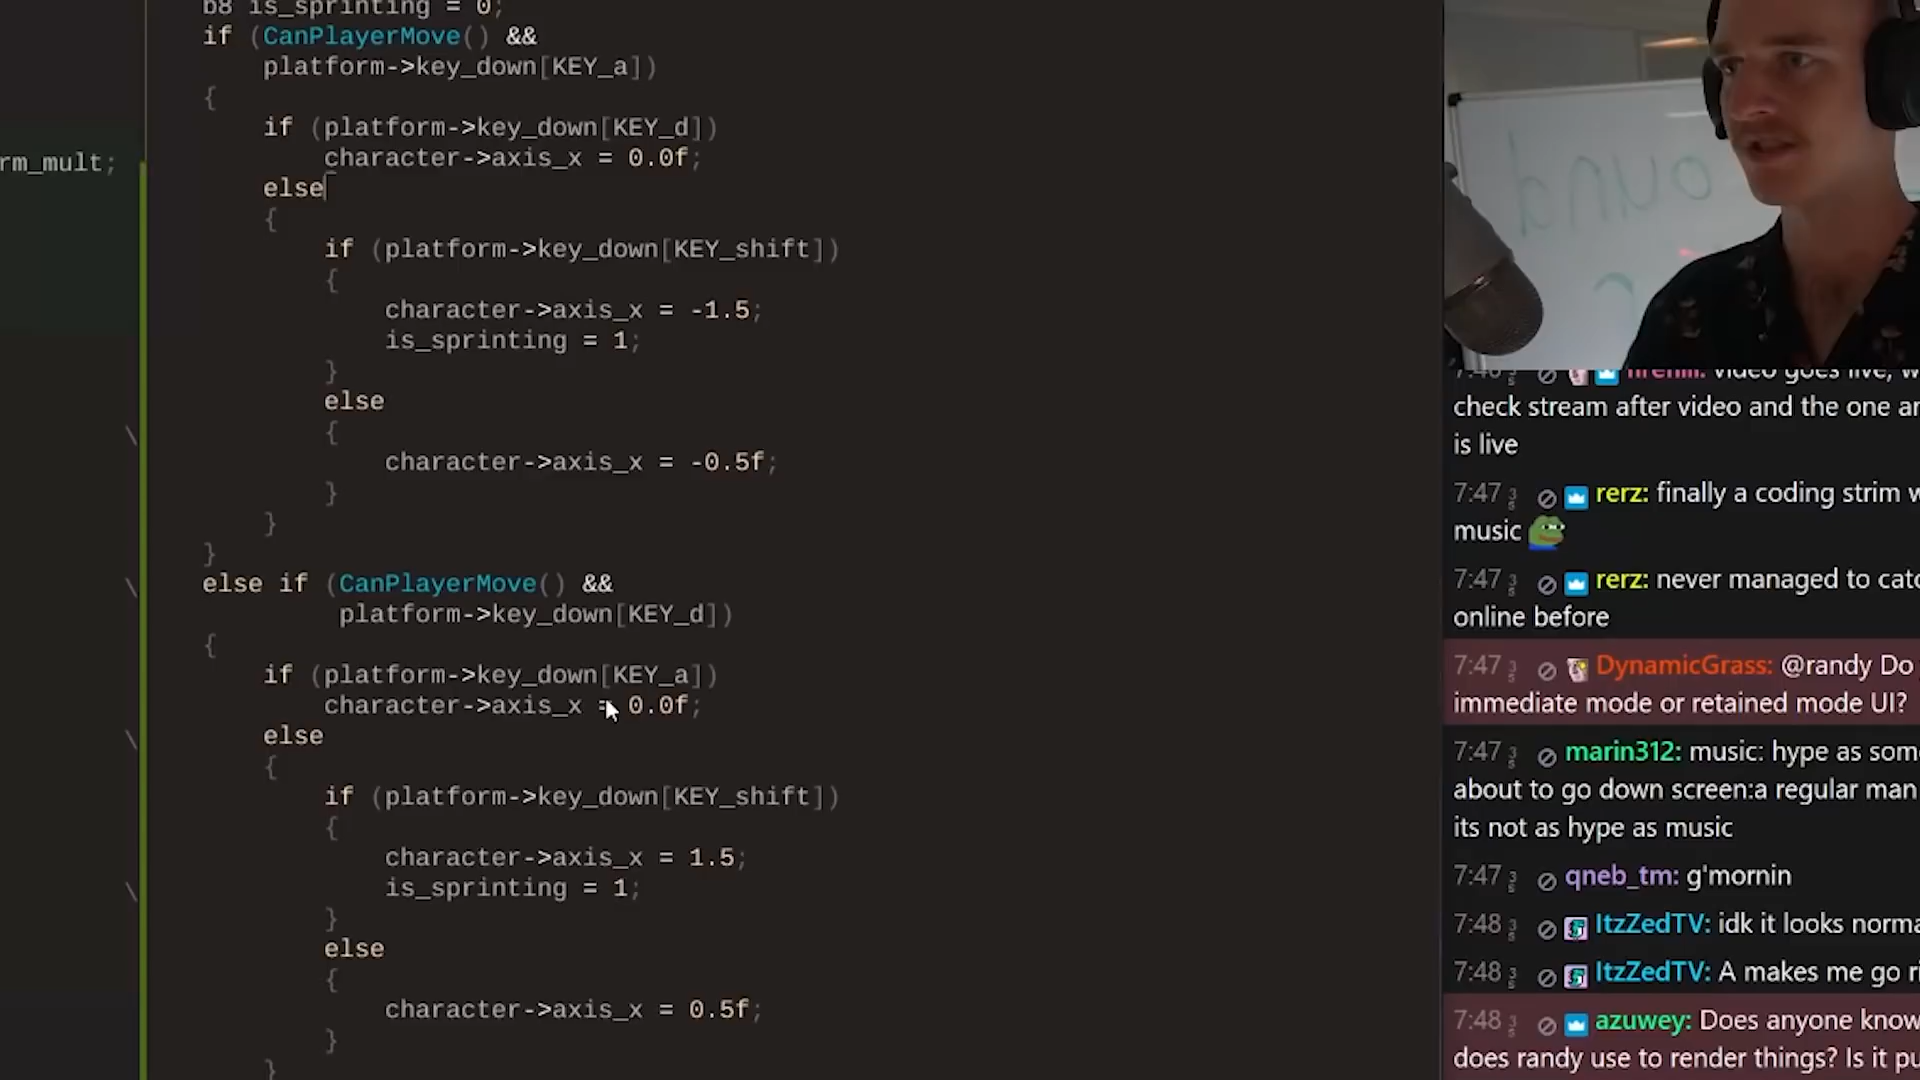 b8 is_sprinting = 0;
if (CanPlayerMove() &&
platform->key_down[KEY_a])
{
if (platform->key_down[KEY_d])
character->axis_x = 0.0f;
else
{
if (platform->key_down[KEY_shift])
{
character->axis_x = -1.5;
is_sprinting = 1;
}
else
{
character->axis_x = -0.5f;
}
}
}
else if (CanPlayerMove() &&
platform->key_down[KEY_d])
{
if (platform->key_down[KEY_a])
character->axis_x = 0.0f;
else
{
if (platform->key_down[KEY_shift])
{
character->axis_x = 1.5;
is_sprinting = 1;
}
else
{
character->axis_x = 0.5f;
}
}
rm_mult;
\
\
\
\
ound
video goes live, w
check stream after video and the one ar
is live
7:47 rerz: finally a coding strim w
music
7:47 rerz: never managed to catc
online before
7:47 DynamicGrass: @randy Do
immediate mode or retained mode UI?
7:47 marin312: music: hype as som
about to go down screen:a regular man
its not as hype as music
7:47 qneb_tm: g'mornin
7:48 ItzZedTV: idk it looks norma
7:48 ItzZedTV: A makes me go ri
7:48 azuwey: Does anyone know
does randy use to render things? Is it pu